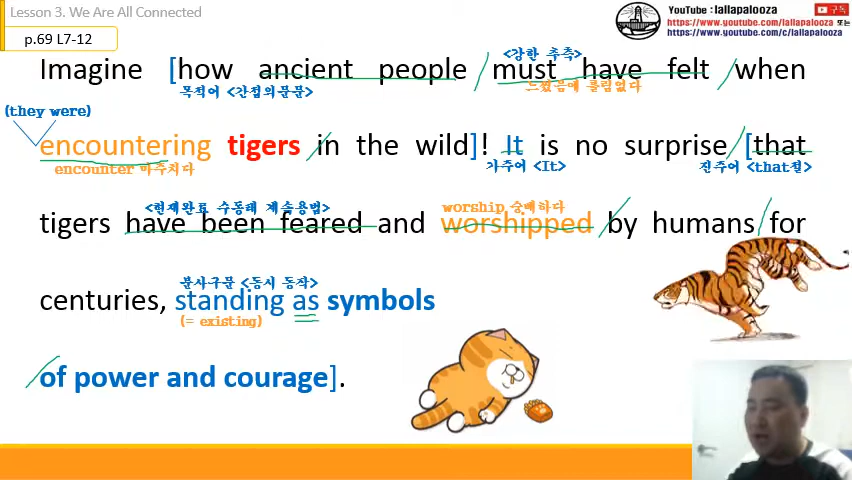 Lesson 3. We Are All Connected
YouTube : lallapalooza 구독
https://www.youtube.com/lallapalooza 또는
https://www.youtube.com/c/lallapalooza
p.69 L7-12
<강한 추측>
Imagine [how ancient people must have felt when
목적어 <간접의문문> 느꼈음에 틀림없다
(they were)
encountering tigers in the wild]! It is no surprise [that
encounter 마주치다 가주어 <It> 진주어 <that절>
<현재완료 수동태 계속용법> worship 숭배하다
tigers have been feared and worshipped by humans for
분사구문 <동시 동작>
centuries, standing as symbols
(= existing)
of power and courage].